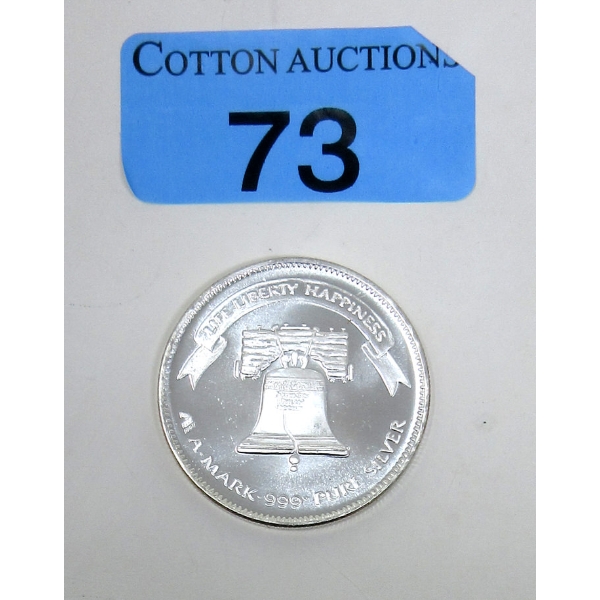 COTTON AUCTIONS
73
LIFE LIBERTY HAPPINESS
A-MARK 999+ PURE SILVER